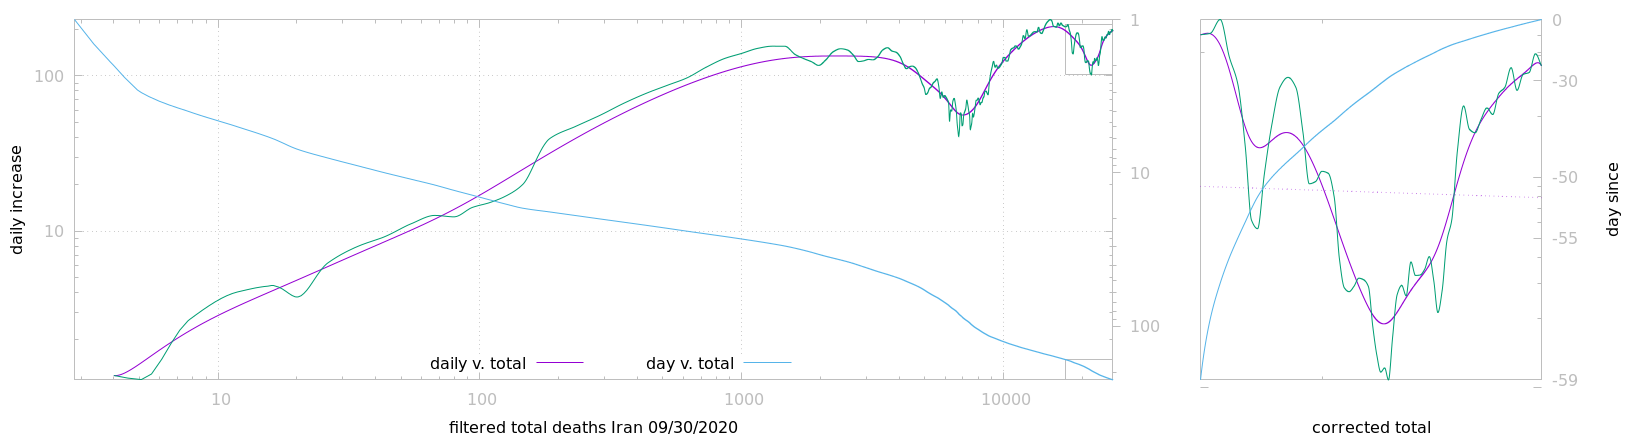 daily increase
100
10
daily v. total
day v. total
10
100
1000
10000
filtered total deaths Iran 09/30/2020
1
10
100
0
-30
-50
-55
-59
day since
corrected total